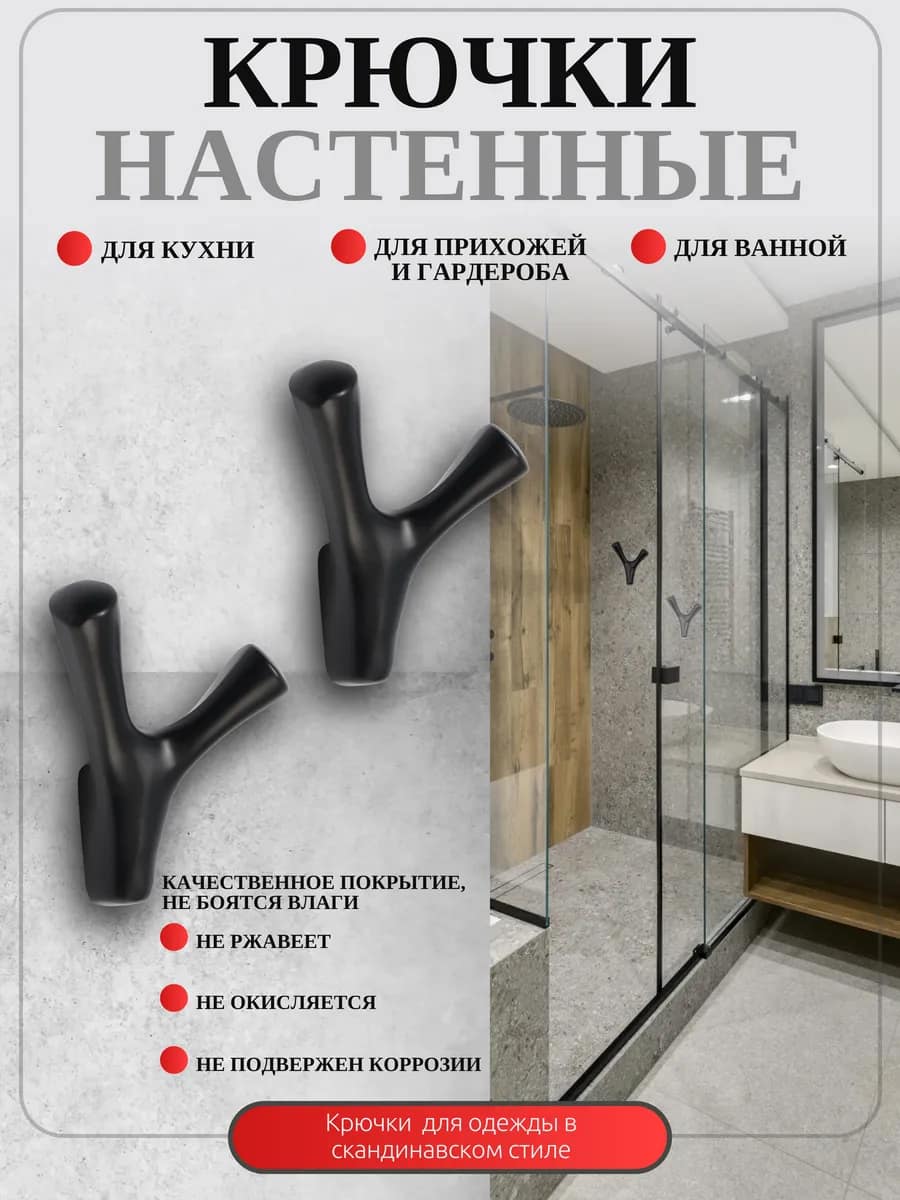 КРЮЧКИ
НАСТЕННЫЕ
ДЛЯ КУХНИ
ДЛЯ ПРИХОЖЕЙ
И ГАРДЕРОБА
ДЛЯ ВАННОЙ
КАЧЕСТВЕННОЕ ПОКРЫТИЕ,
НЕ БОЯТСЯ ВЛАГИ
НЕ РЖАВЕЕТ
НЕ ОКИСЛЯЕТСЯ
НЕ ПОДВЕРЖЕН КОРРОЗИИ
Крючки для одежды в
скандинавском стиле